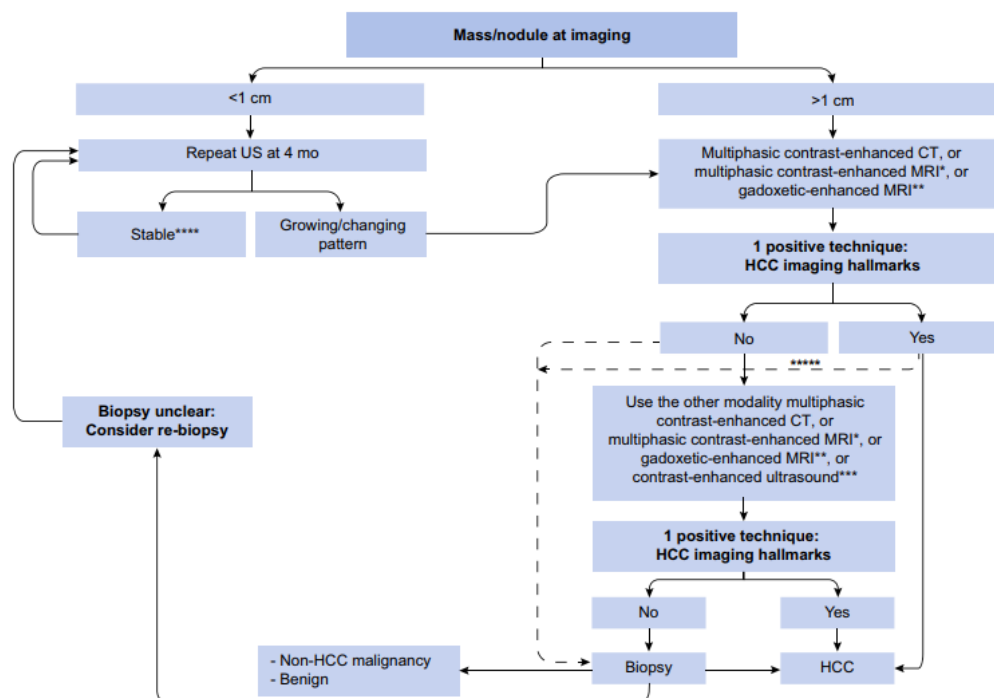 Mass/nodule at imaging
<1 cm
>1 cm
Repeat US at 4 mo
Multiphasic contrast-enhanced CT, or
multiphasic contrast-enhanced MRI*, or
gadoxetic-enhanced MRI**
Stable****
Growing/changing
pattern
1 positive technique:
HCC imaging hallmarks
No
Yes
*****
Use the other modality multiphasic
contrast-enhanced CT, or
multiphasic contrast-enhanced MRI*, or
gadoxetic-enhanced MRI**, or
contrast-enhanced ultrasound***
Biopsy unclear:
Consider re-biopsy
1 positive technique:
HCC imaging hallmarks
No
Yes
- Non-HCC malignancy
- Benign
Biopsy
HCC